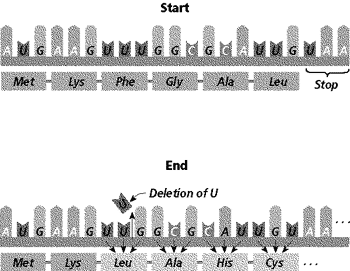 Start
A U G A A G U U U G G C G C A U U G U A A
Met Lys Phe Gly Ala Leu Stop
End
U Deletion of U
A U G A A G U U G G C G C A U U G U A A ...
Met Lys Leu Ala His Cys ...